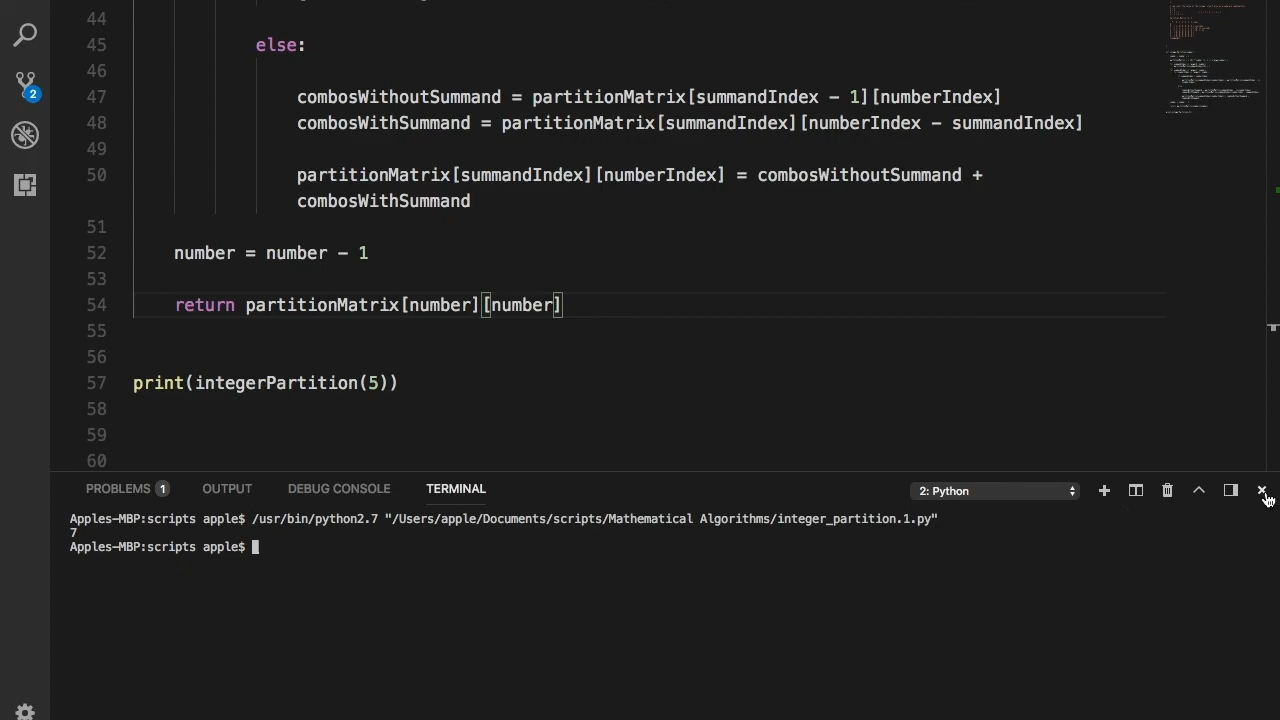 44
45 else:
46
47 combosWithoutSummand = partitionMatrix[summandIndex - 1][numberIndex]
48 combosWithSummand = partitionMatrix[summandIndex][numberIndex - summandIndex]
49
50 partitionMatrix[summandIndex][numberIndex] = combosWithoutSummand +
combosWithSummand
51
52 number = number - 1
53
54 return partitionMatrix[number][number]
55
56
57 print(integerPartition(5))
58
59
60
2
PROBLEMS 1 OUTPUT DEBUG CONSOLE TERMINAL 2: Python
Apples-MBP:scripts apple$ /usr/bin/python2.7 "/Users/apple/Documents/scripts/Mathematical Algorithms/integer_partition.1.py"
7
Apples-MBP:scripts apple$